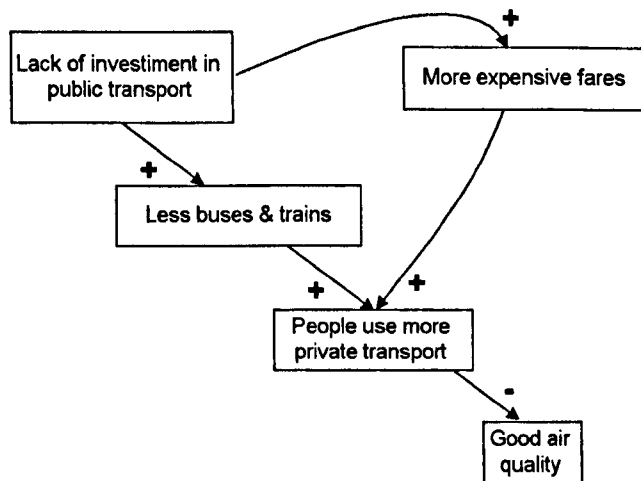 +
Lack of investiment in
public transport
More expensive fares
+
Less buses & trains
+
+
People use more
private transport
-
Good air
quality